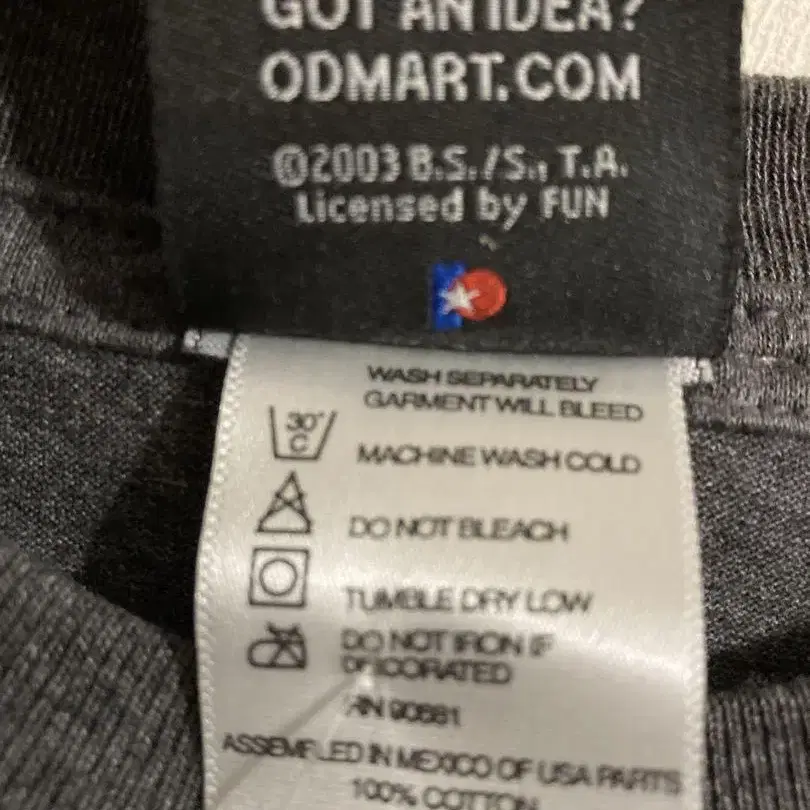 GOT AN IDEA?
ODMART.COM
©2003 B.S./S., T.A.
Licensed by FUN
WASH SEPARATELY
GARMENT WILL BLEED
30°
C
MACHINE WASH COLD
DO NOT BLEACH
TUMBLE DRY LOW
DO NOT IRON IF
DECORATED
RN 90881
ASSEMBLED IN MEXICO OF USA PARTS
100% COTTON